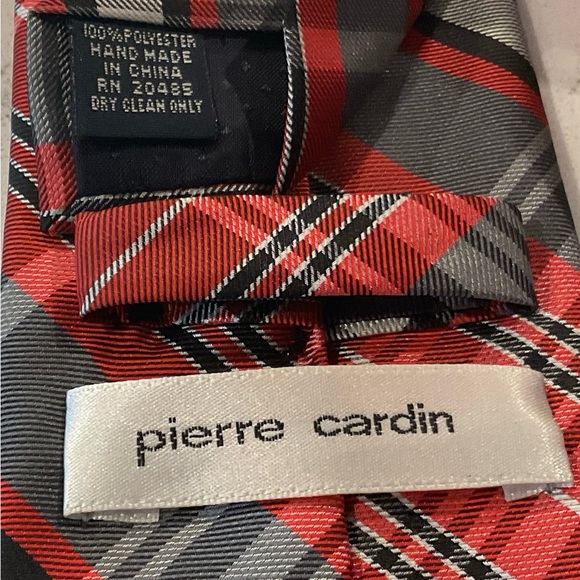 100%POLYESTER
HAND MADE
IN CHINA
RN 20485
DRY CLEAN ONLY
pierre cardin